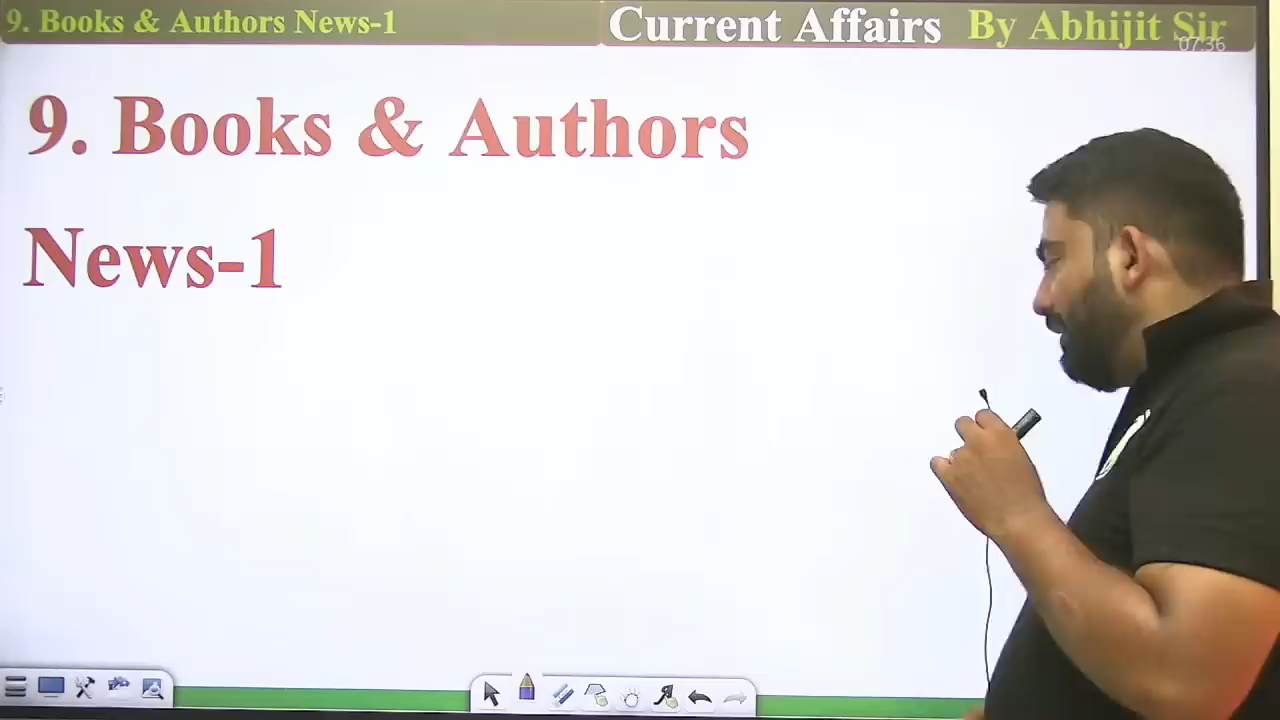 9. Books & Authors News-1
Current Affairs By Abhijit Sir
07:36
9. Books & Authors
News-1